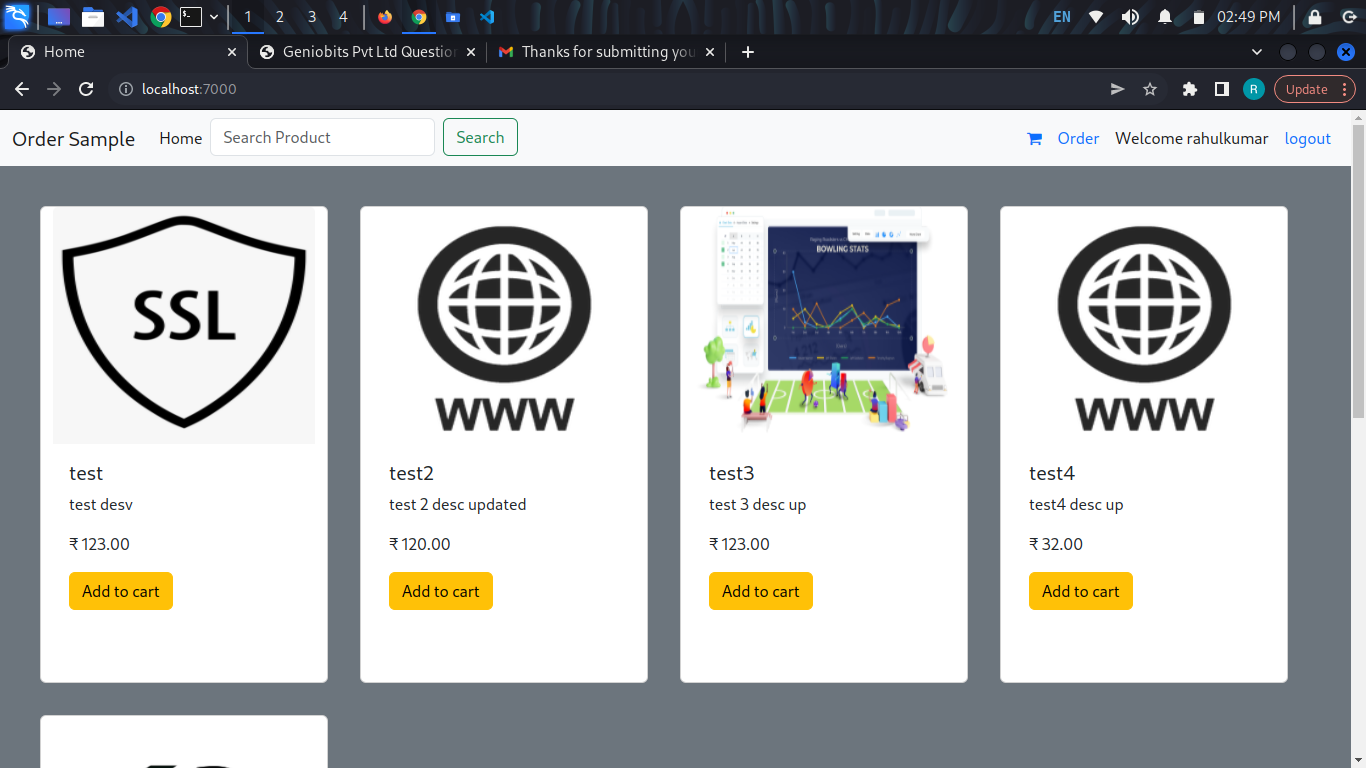 1 2 3 4 EN 02:49 PM
Home Geniobits Pvt Ltd Question Thanks for submitting you
localhost:7000 R Update
Order Sample Home Search Product Search Order Welcome rahulkumar logout
SSL
WWW
BOWLING STATS
WWW
test
test desv
₹ 123.00
Add to cart
test2
test 2 desc updated
₹ 120.00
Add to cart
test3
test 3 desc up
₹ 123.00
Add to cart
test4
test4 desc up
₹ 32.00
Add to cart